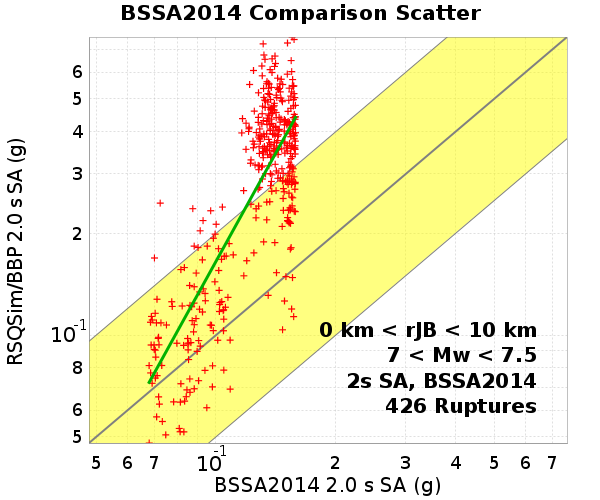 BSSA2014 Comparison Scatter
RSQSim/BBP 2.0 s SA (g)
6
5
4
3
2
10-1
8
6
5
0 km < rJB < 10 km
7 < Mw < 7.5
2s SA, BSSA2014
426 Ruptures
5 6 7 10-1 2 3 4 5 6 7
BSSA2014 2.0 s SA (g)